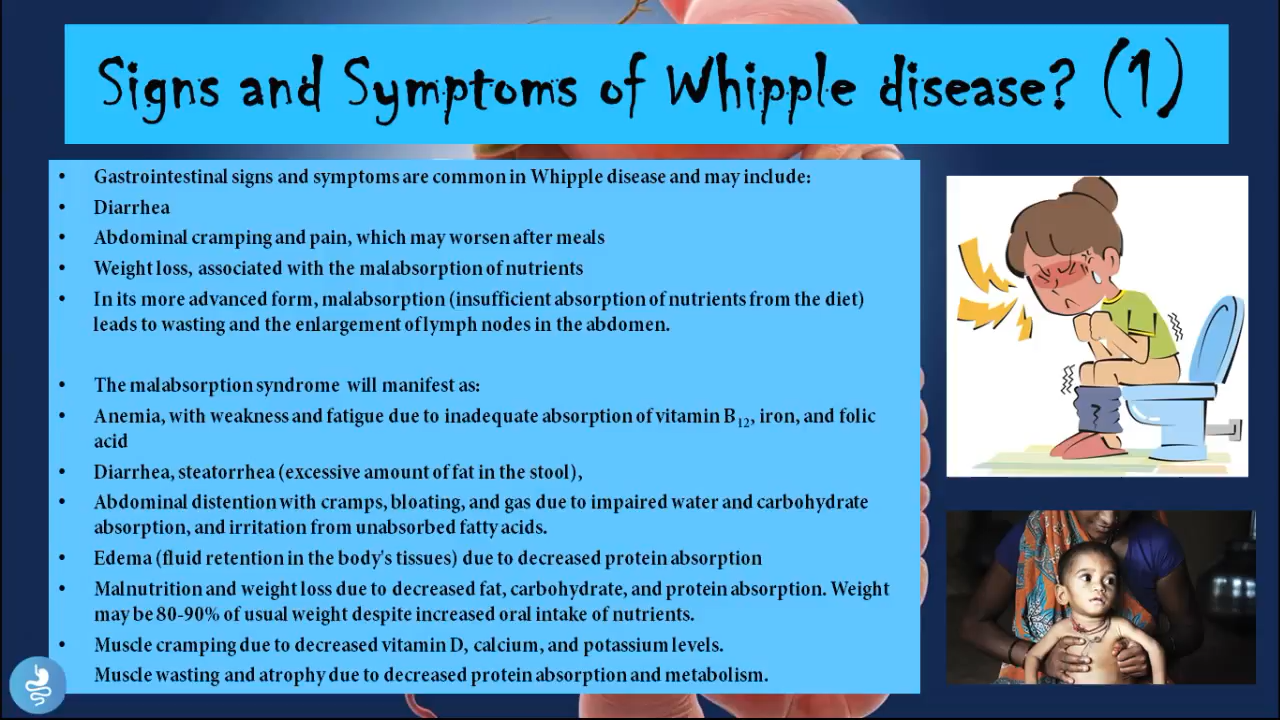 Signs and Symptoms of Whipple disease? (1)
• Gastrointestinal signs and symptoms are common in Whipple disease and may include:
• Diarrhea
• Abdominal cramping and pain, which may worsen after meals
• Weight loss, associated with the malabsorption of nutrients
• In its more advanced form, malabsorption (insufficient absorption of nutrients from the diet)
leads to wasting and the enlargement of lymph nodes in the abdomen.
• The malabsorption syndrome will manifest as:
• Anemia, with weakness and fatigue due to inadequate absorption of vitamin B₁₂, iron, and folic
acid
• Diarrhea, steatorrhea (excessive amount of fat in the stool),
• Abdominal distention with cramps, bloating, and gas due to impaired water and carbohydrate
absorption, and irritation from unabsorbed fatty acids.
• Edema (fluid retention in the body's tissues) due to decreased protein absorption
• Malnutrition and weight loss due to decreased fat, carbohydrate, and protein absorption. Weight
may be 80-90% of usual weight despite increased oral intake of nutrients.
• Muscle cramping due to decreased vitamin D, calcium, and potassium levels.
Muscle wasting and atrophy due to decreased protein absorption and metabolism.